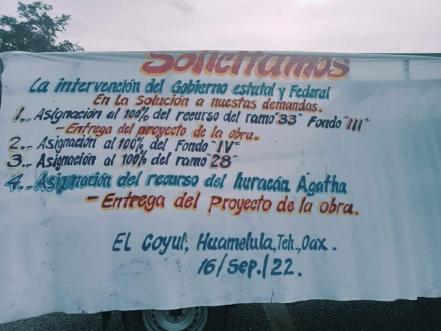 Solicitamos
La intervención del Gobierno estatal y Federal
En La Solución a nuestas demandas.
1.- Asignación al 100% del recurso del ramo "33" Fondo "III"
- Entrega del proyecto de la obra.
2.- Asignación al 100% del Fondo "IV"
3.- Asignación al 100% del ramo "28"
4.- Asignación del recurso del huracán Agatha
- Entrega del Proyecto de la obra.
El Coyul, Huamelula, Teh., Oax.
16/Sep./22.